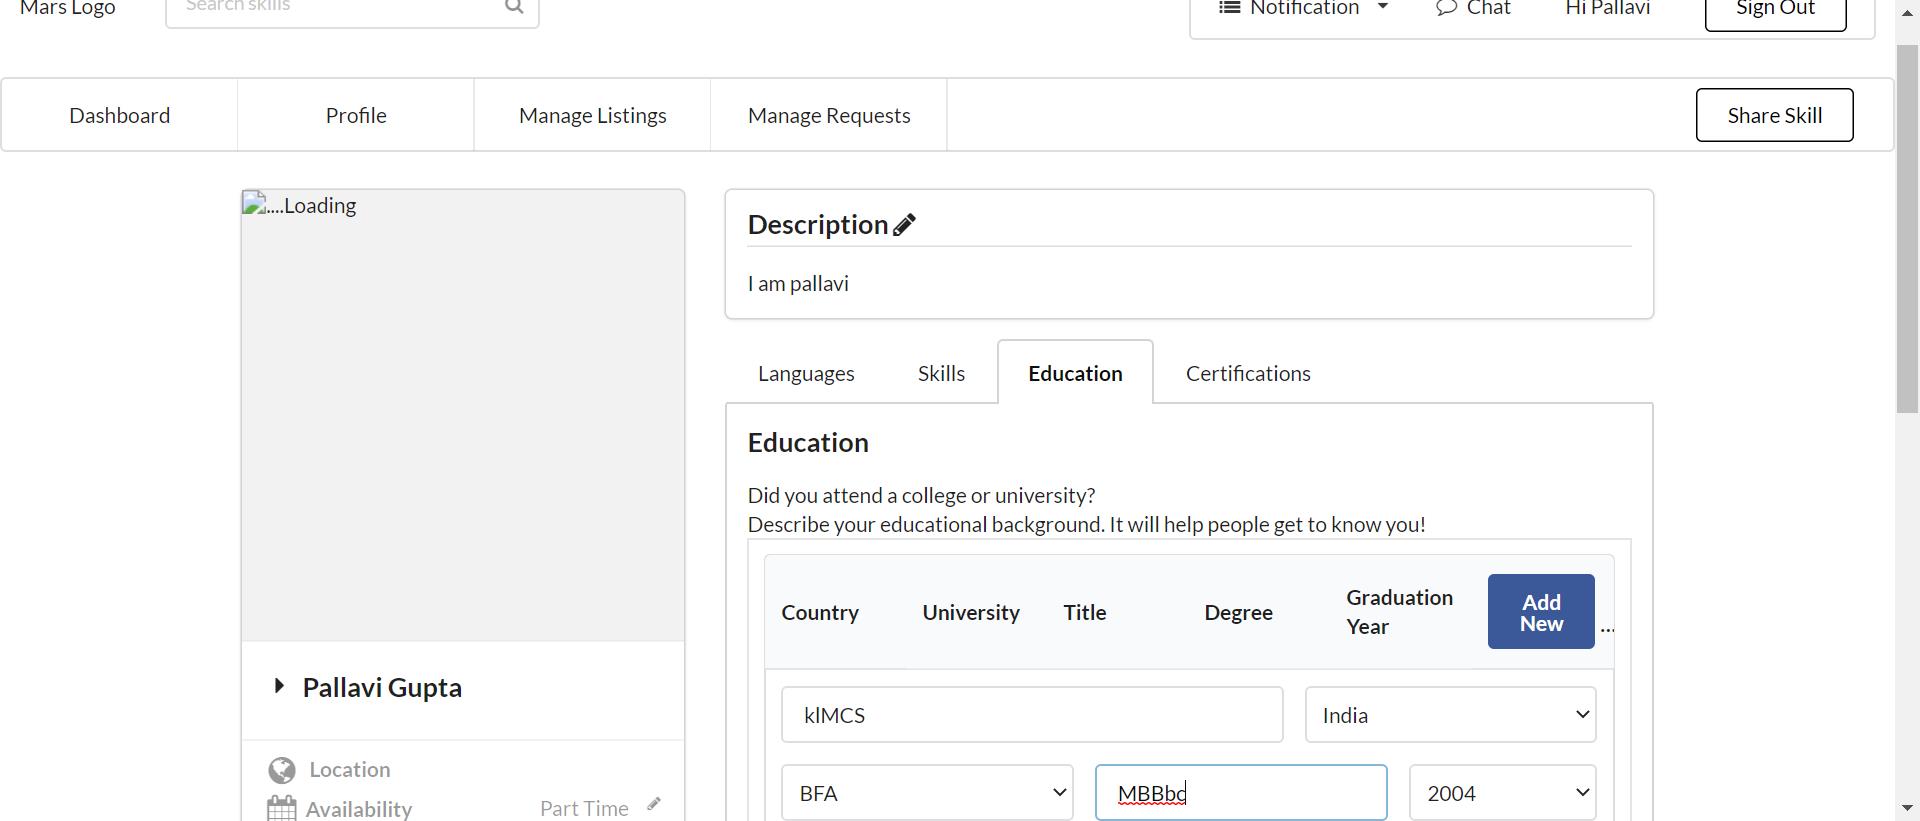 Mars Logo
Search skills
Notification
Chat
Hi Pallavi
Sign Out
Dashboard
Profile
Manage Listings
Manage Requests
Share Skill
....Loading
Description
I am pallavi
Languages
Skills
Education
Certifications
Education
Did you attend a college or university?
Describe your educational background. It will help people get to know you!
Country
University
Title
Degree
Graduation
Year
Add
New
...
Pallavi Gupta
klMCS
India
Location
BFA
MBBbc
2004
Availability
Part Time